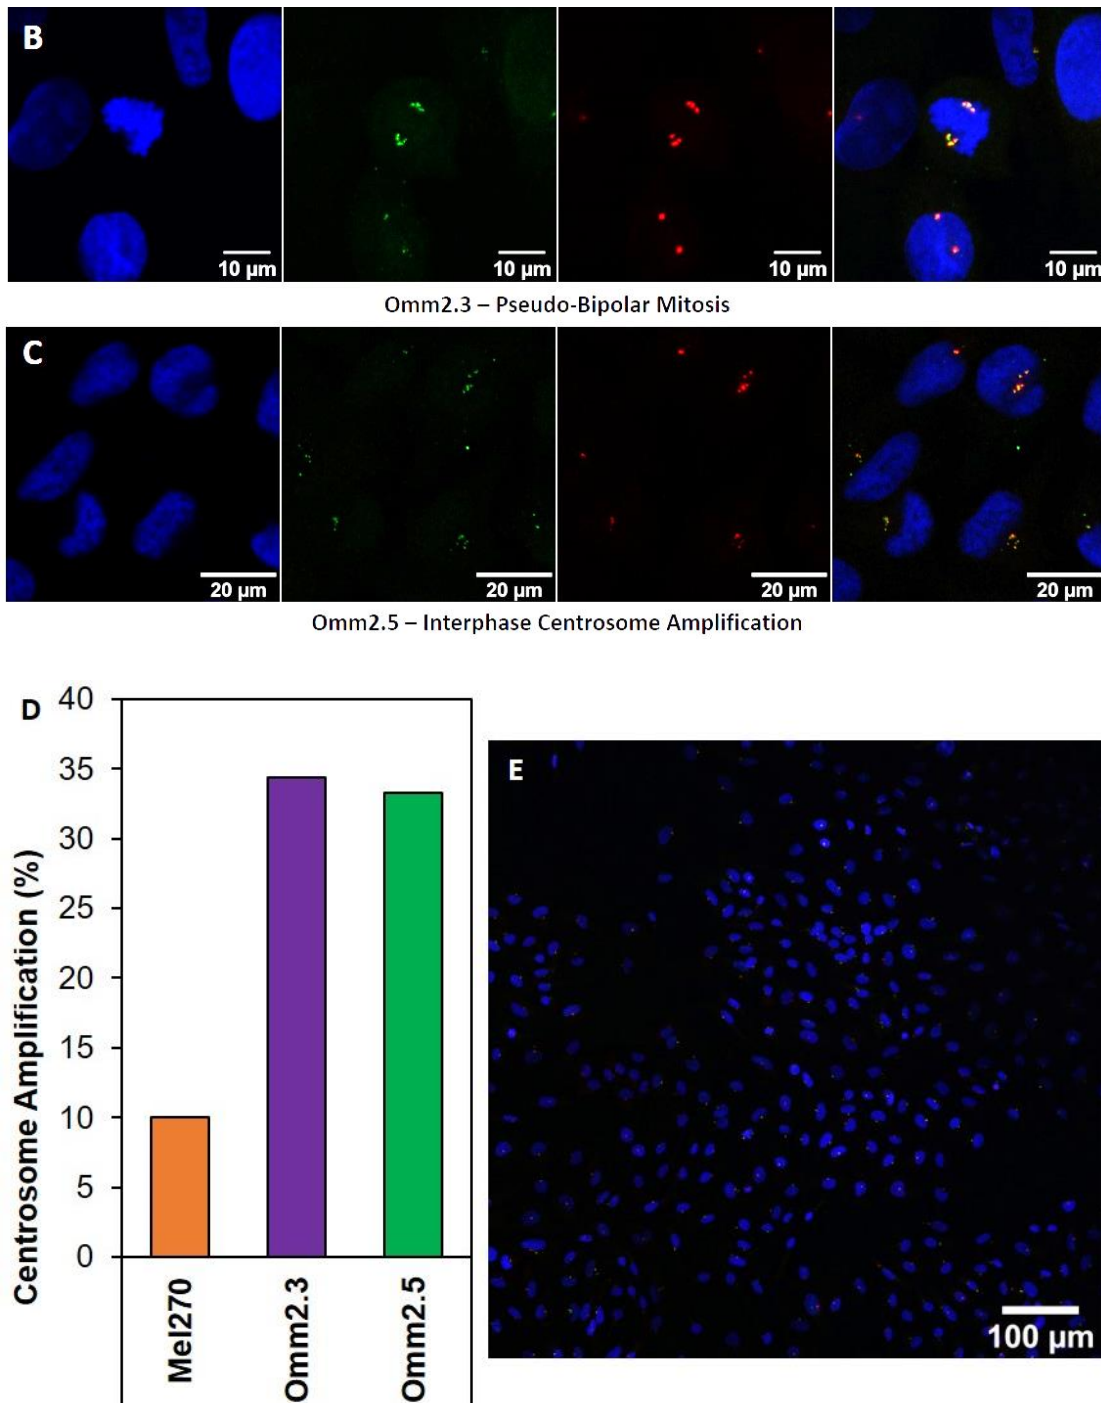 B
10 µm 10 µm 10 µm 10 µm
Omm2.3 – Pseudo-Bipolar Mitosis
C
20 µm 20 µm 20 µm 20 µm
Omm2.5 – Interphase Centrosome Amplification
D
Centrosome Amplification (%)
40
35
30
25
20
15
10
5
0
Mel270
Omm2.3
Omm2.5
E
100 µm